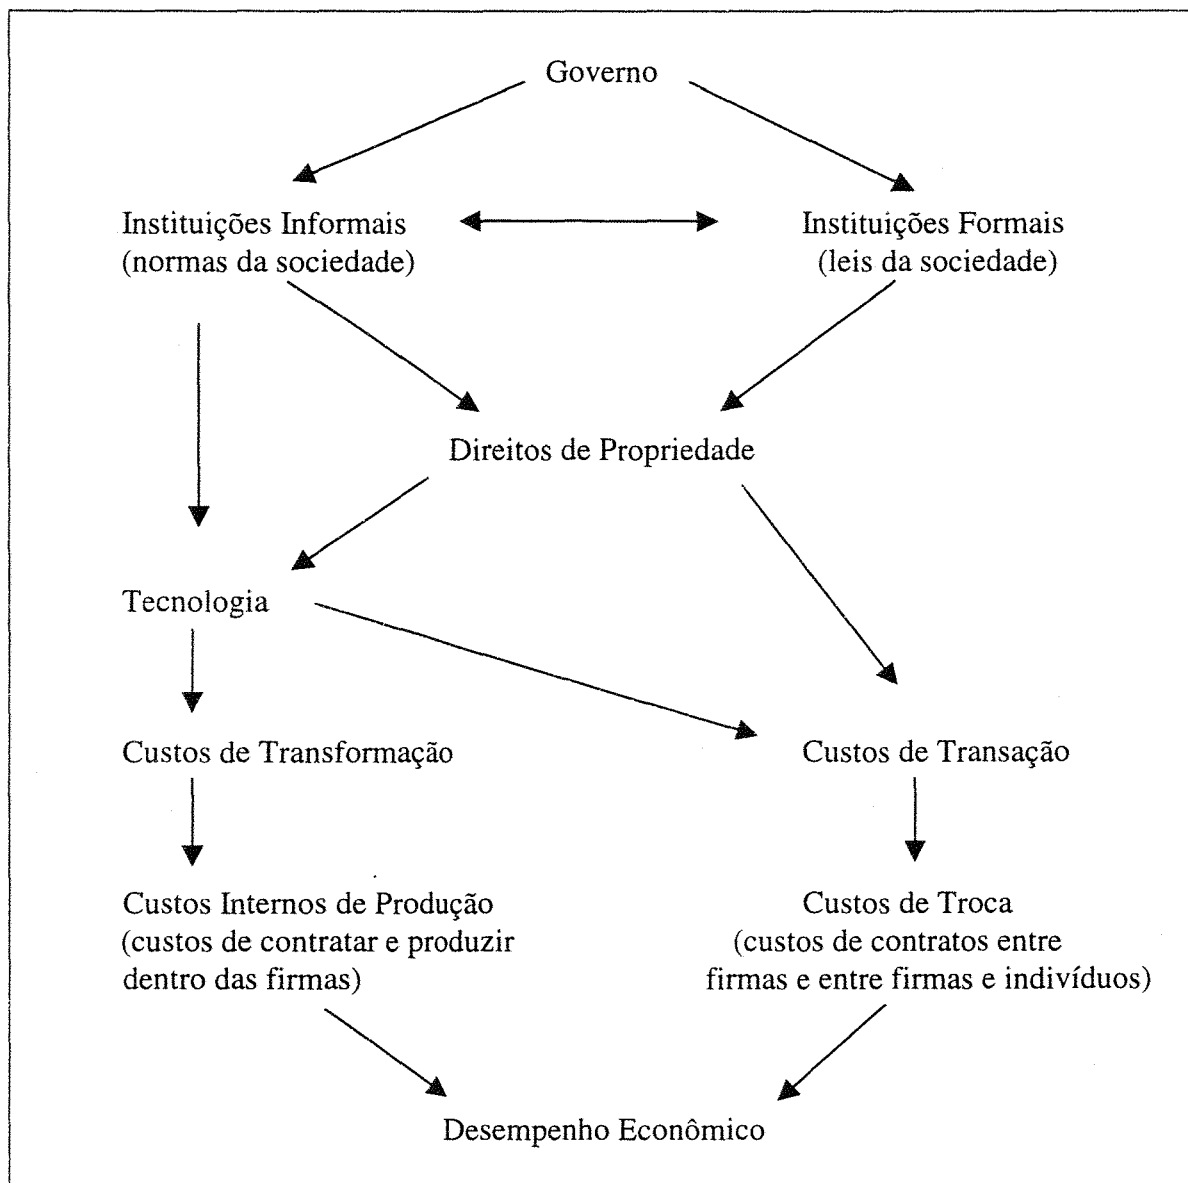 Governo
Instituições Informais
(normas da sociedade)
Instituições Formais
(leis da sociedade)
Direitos de Propriedade
Tecnologia
Custos de Transformação
Custos de Transação
Custos Internos de Produção
(custos de contratar e produzir
dentro das firmas)
Custos de Troca
(custos de contratos entre
firmas e entre firmas e indivíduos)
Desempenho Econômico